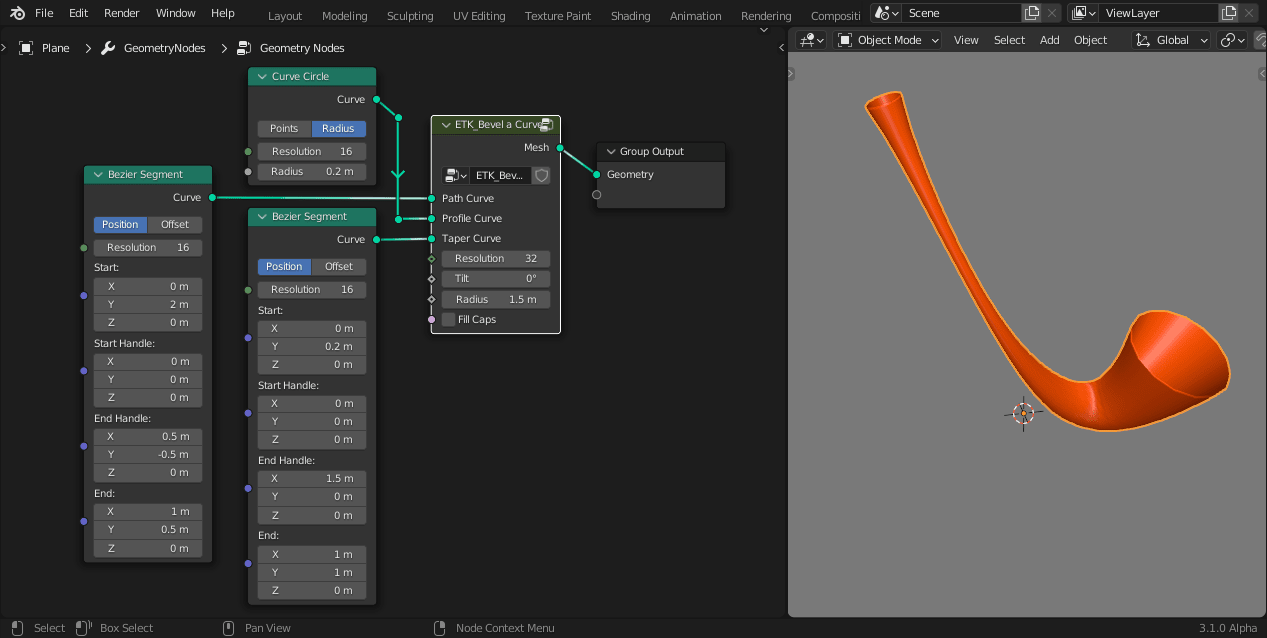 File Edit Render Window Help Layout Modeling Sculpting UV Editing Texture Paint Shading Animation Rendering Compositi Scene ViewLayer
Plane GeometryNodes Geometry Nodes
Object Mode View Select Add Object Global
Curve Circle
Curve
Points Radius
Resolution 16
Radius 0.2 m
Bezier Segment
Curve
Position Offset
Resolution 16
Start:
X 0 m
Y 2 m
Z 0 m
Start Handle:
X 0 m
Y 0 m
Z 0 m
End Handle:
X 0.5 m
Y -0.5 m
Z 0 m
End:
X 1 m
Y 0.5 m
Z 0 m
Bezier Segment
Curve
Position Offset
Resolution 16
Start:
X 0 m
Y 0.2 m
Z 0 m
Start Handle:
X 0 m
Y 0 m
Z 0 m
End Handle:
X 1.5 m
Y 0 m
Z 0 m
End:
X 1 m
Y 1 m
Z 0 m
ETK_Bevel a Curve
Mesh
ETK_Bev...
Path Curve
Profile Curve
Taper Curve
Resolution 32
Tilt 0°
Radius 1.5 m
Fill Caps
Group Output
Geometry
Select Box Select Pan View Node Context Menu 3.1.0 Alpha